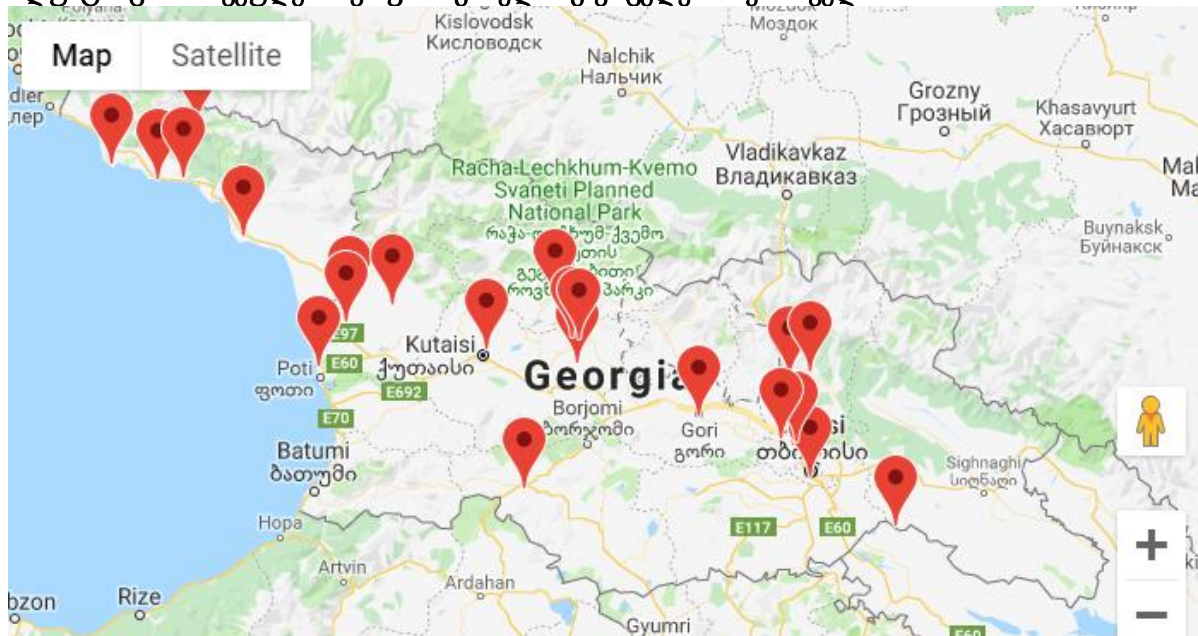 Kislovodsk
Кисловодск
Моздок
Map Satellite
Nalchik
Нальчик
Grozny
Грозный
Khasavyurt
Хасавюрт
Vladikavkaz
Владикавказ
Racha-Lechkhum-Kvemo
Svaneti Planned
National Park
Buynaksk
Буйнакск
E97
Kutaisi
ქუთაისი
E60
Poti
ფოთი
E692
Georgia
Borjomi
ბორჯომი
Gori
გორი
E70
Batumi
ბათუმი
Sighnaghi
სიღნაღი
Hopa
E117
E60
Artvin
Ardahan
Rize
Gyumri
E60